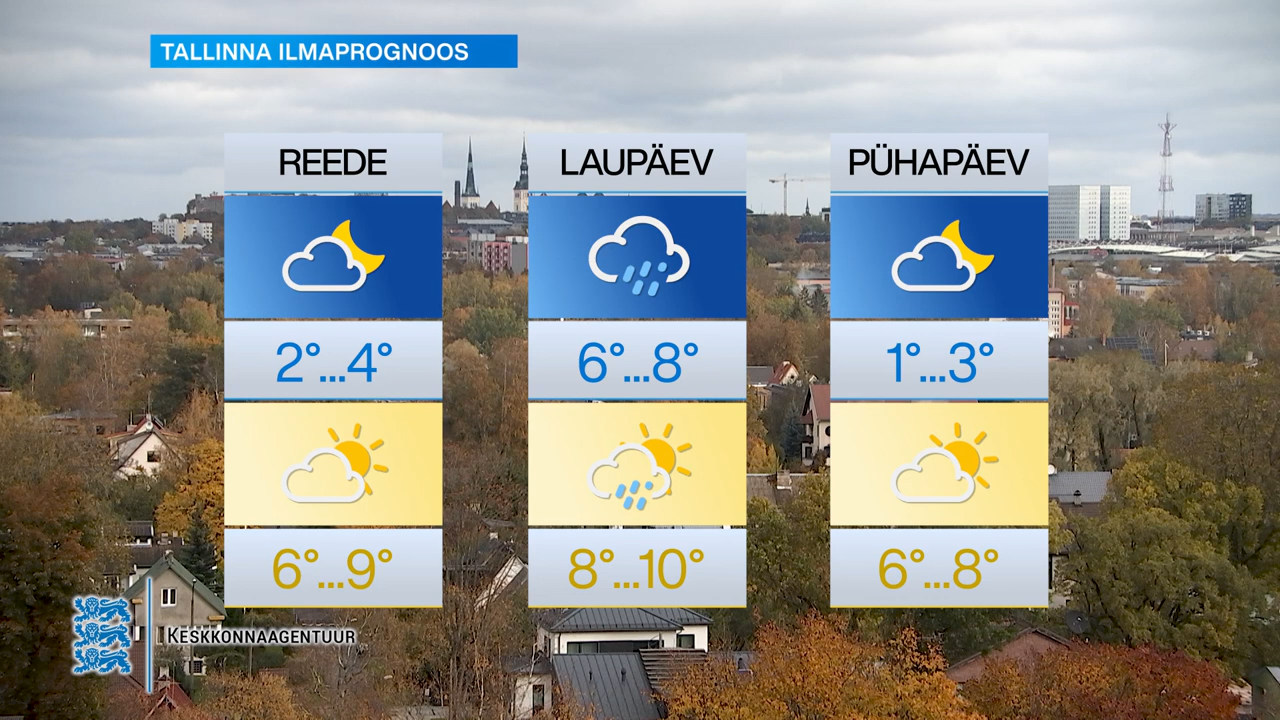 TALLINNA ILMAPROGNOOS
REEDE
2°...4°
6°...9°
LAUPÄEV
6°...8°
8°...10°
PÜHAPÄEV
1°...3°
6°...8°
KESKKONNAAGENTUUR